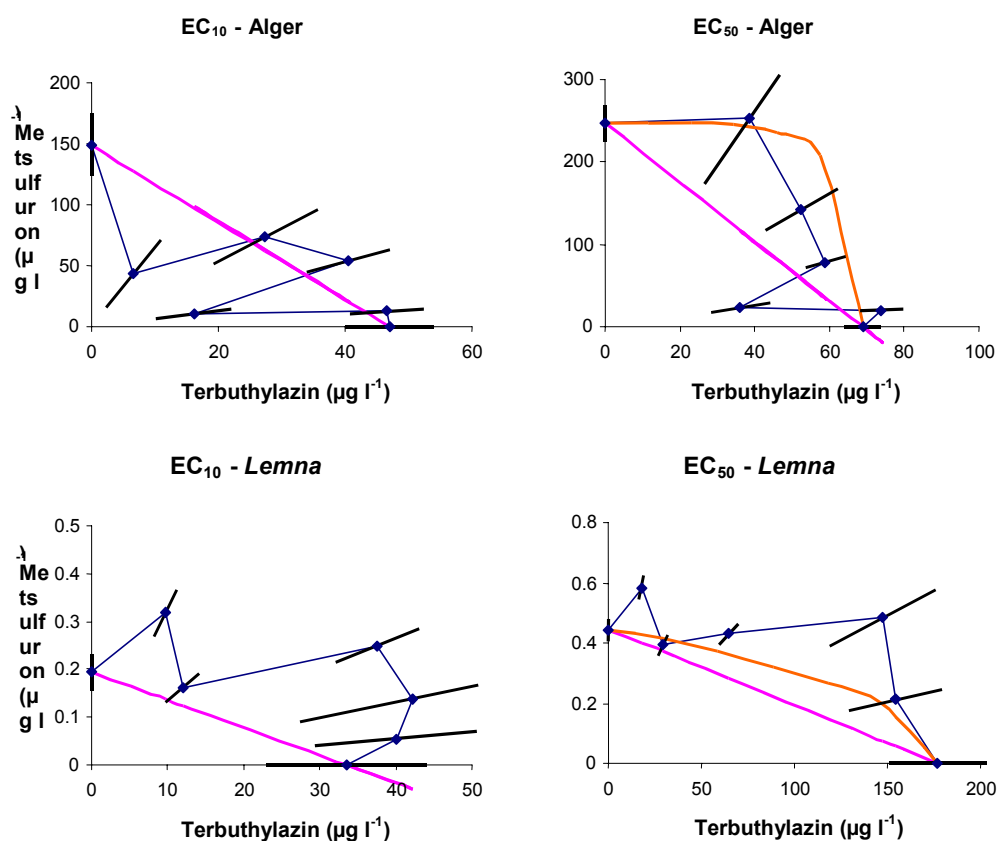 EC10 - Alger
EC50 - Alger
200
150
100
50
0
0
20
40
60
Me
ts
ulf
ur
on
(µ
g l
-1
)
Terbuthylazin (µg l-1)
300
200
100
0
0
20
40
60
80
100
Terbuthylazin (µg l-1)
EC10 - Lemna
EC50 - Lemna
0.5
0.4
0.3
0.2
0.1
0
0
10
20
30
40
50
Me
ts
ulf
ur
on
(µ
g l
-1
)
Terbuthylazin (µg l-1)
0.8
0.6
0.4
0.2
0
0
50
100
150
200
Terbuthylazin (µg l-1)